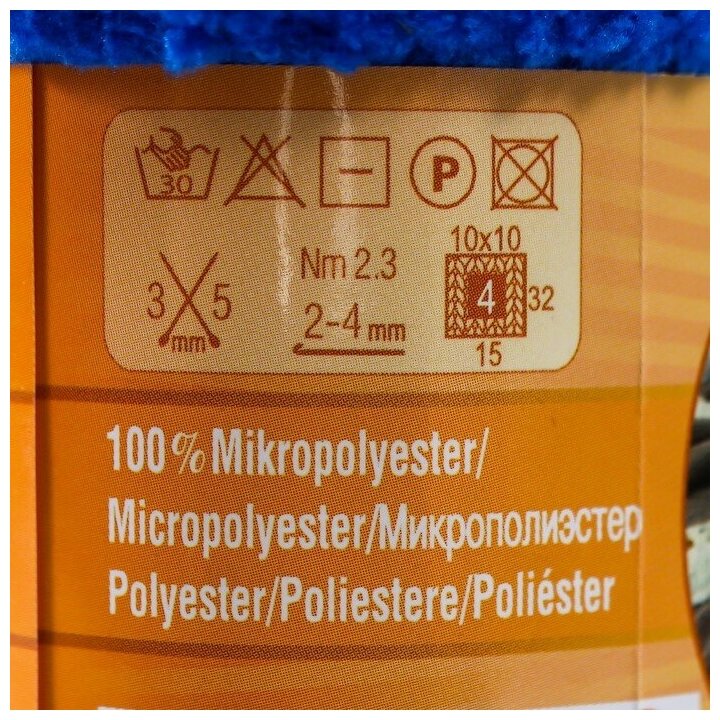 30 P
10x10
3 5 Nm 2.3 4 32
mm 2-4 mm 15
100% Mikropolyester/
Micropolyester/Микрополиэстер
Polyester/Poliestere/Poliéster